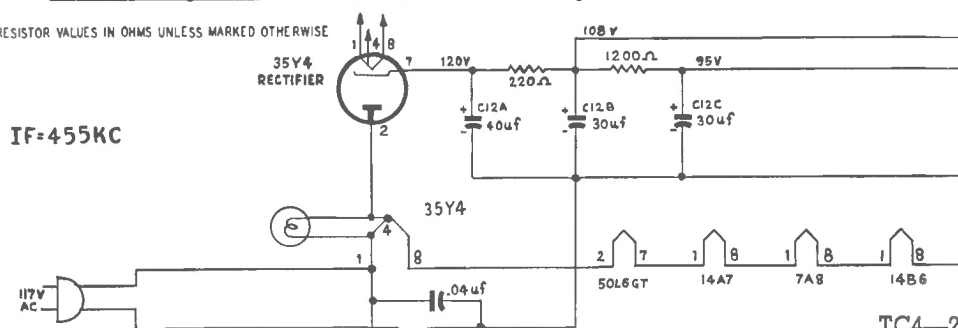 RESISTOR VALUES IN OHMS UNLESS MARKED OTHERWISE
1 4 8
35Y4
RECTIFIER
7
120V
220Ω
108V
1200Ω
95V
C12A
40uf
C12B
30uf
C12C
30uf
+
-
+
-
+
-
2
IF=455KC
35Y4
4
1
8
2 7
50L6GT
1 8
14A7
1 8
7A8
1 8
14B6
117V
AC
.04uf
TC4-2